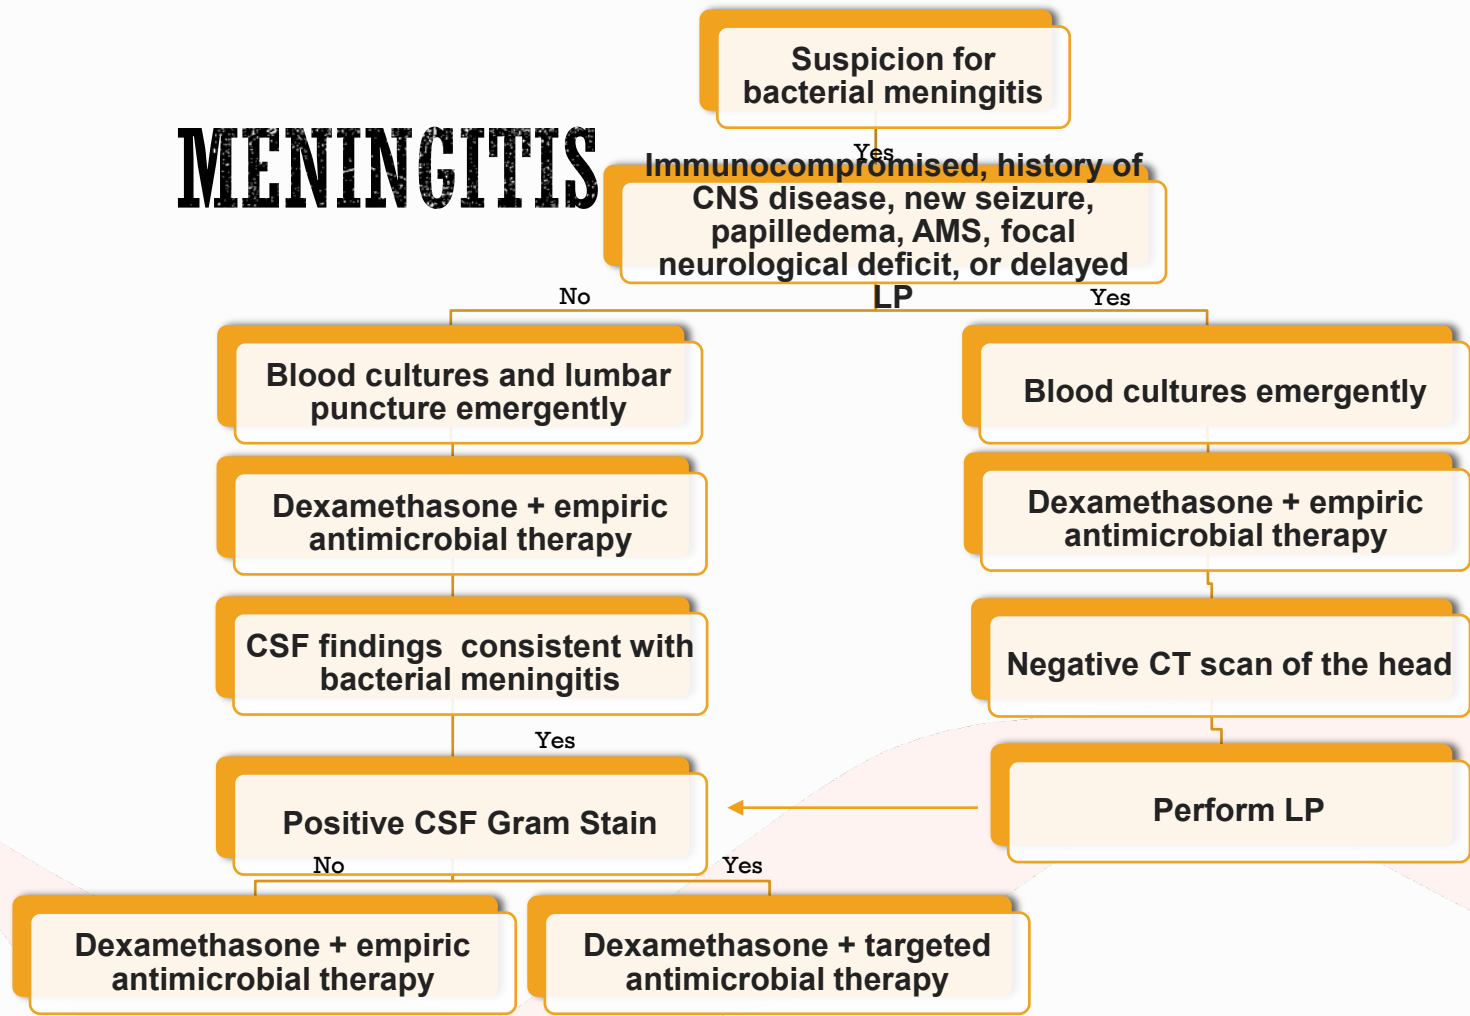 Suspicion for
bacterial meningitis
MENINGITIS
Yes
Immunocompromised, history of
CNS disease, new seizure,
papilledema, AMS, focal
neurological deficit, or delayed
LP
No
Yes
Blood cultures and lumbar
puncture emergently
Blood cultures emergently
Dexamethasone + empiric
antimicrobial therapy
Dexamethasone + empiric
antimicrobial therapy
CSF findings consistent with
bacterial meningitis
Negative CT scan of the head
Yes
Positive CSF Gram Stain
Perform LP
No
Yes
Dexamethasone + empiric
antimicrobial therapy
Dexamethasone + targeted
antimicrobial therapy